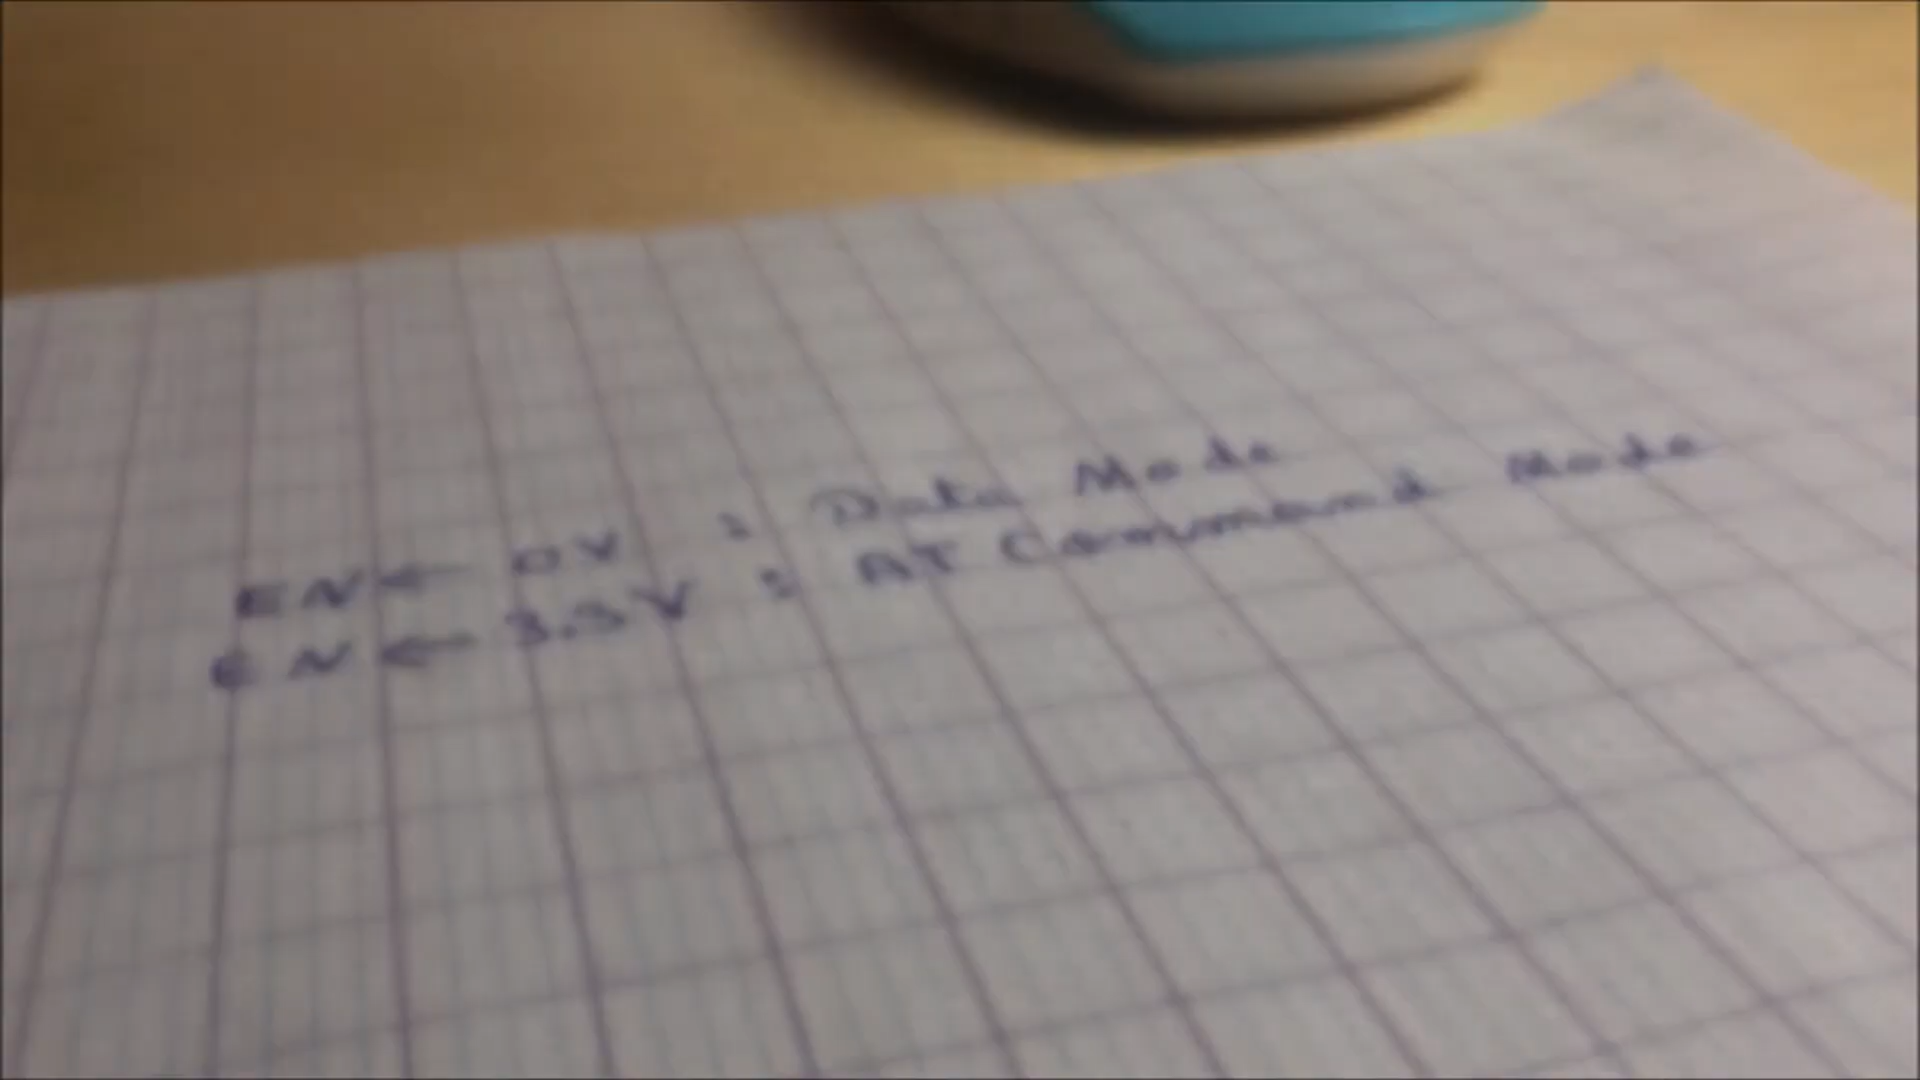 EN ← 0V : Data Mode
EN ← 3.3V : AT Command Mode